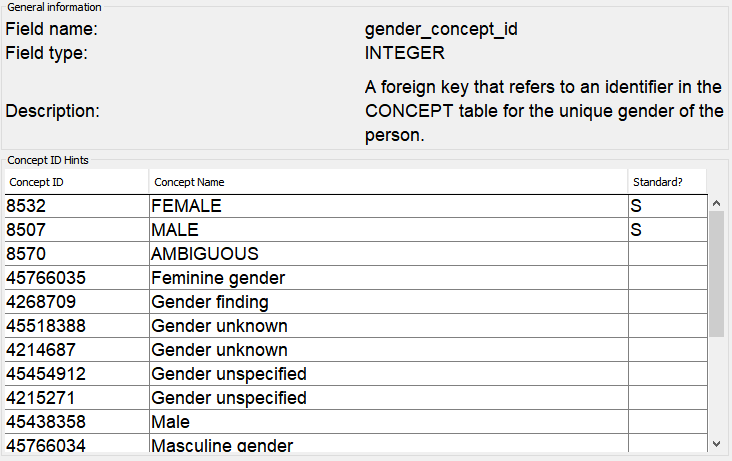 General information
Field name: gender_concept_id
Field type: INTEGER
A foreign key that refers to an identifier in the
Description: CONCEPT table for the unique gender of the
person.
Concept ID Hints
Concept ID Concept Name Standard?
8532 FEMALE S
8507 MALE S
8570 AMBIGUOUS
45766035 Feminine gender
4268709 Gender finding
45518388 Gender unknown
4214687 Gender unknown
45454912 Gender unspecified
4215271 Gender unspecified
45438358 Male
45766034 Masculine gender